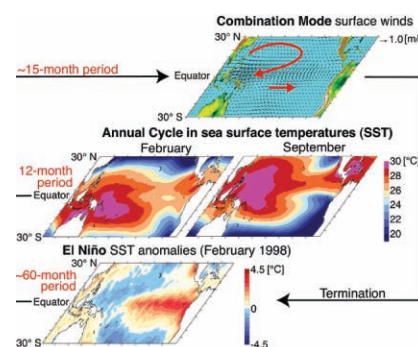 Combination Mode surface winds
30° N
→1.0 [m/
~15-month period
Equator
30° S
Annual Cycle in sea surface temperatures (SST)
February
September
30° N
30 [°C]
28
26
24
22
20
12-month
period
Equator
30° S
El Niño SST anomalies (February 1998)
30° N
4.5 [°C]
0
-4.5
~60-month
period
Equator
30° S
Termination